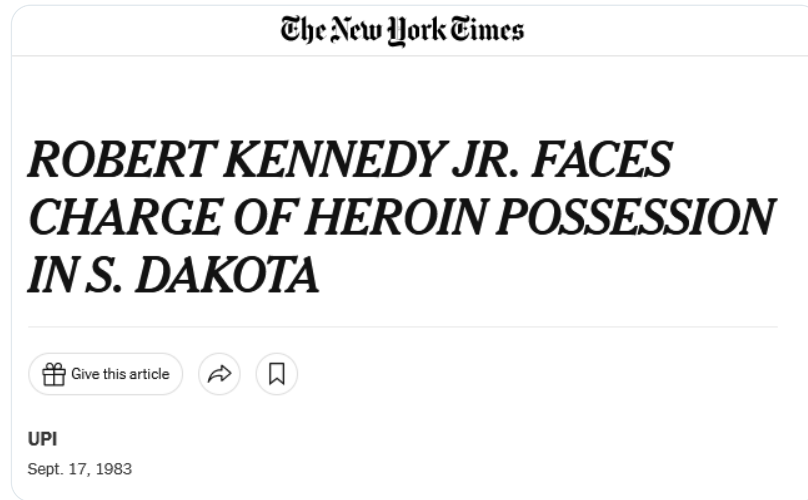 The New York Times
ROBERT KENNEDY JR. FACES
CHARGE OF HEROIN POSSESSION
IN S. DAKOTA
Give this article
UPI
Sept. 17, 1983